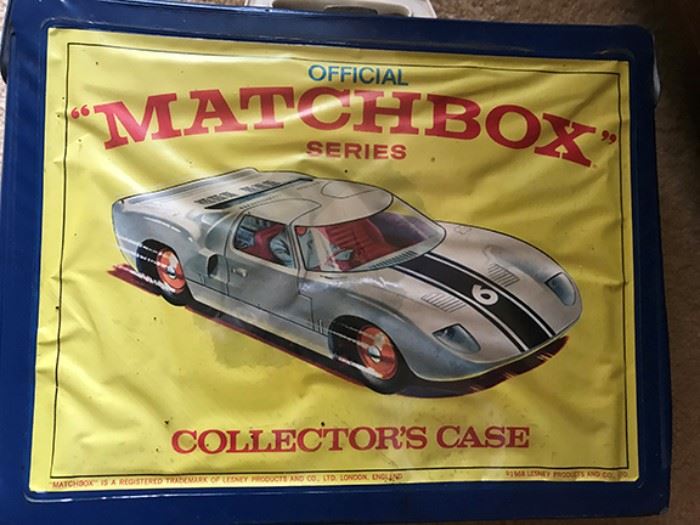 OFFICIAL
"MATCHBOX"
SERIES
6
COLLECTOR'S CASE
"MATCHBOX" IS A REGISTERED TRADEMARK OF LESNEY PRODUCTS AND CO., LTD. LONDON, ENGLAND
©1968 LESNEY PRODUCTS AND CO., LTD.